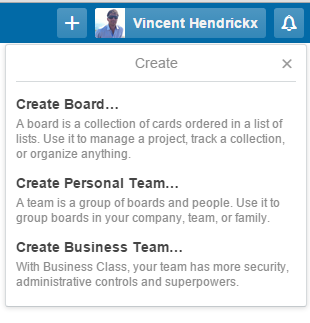 Vincent Hendrickx
Create
Create Board…
A board is a collection of cards ordered in a list of
lists. Use it to manage a project, track a collection,
or organize anything.
Create Personal Team…
A team is a group of boards and people. Use it to
group boards in your company, team, or family.
Create Business Team…
With Business Class, your team has more security,
administrative controls and superpowers.